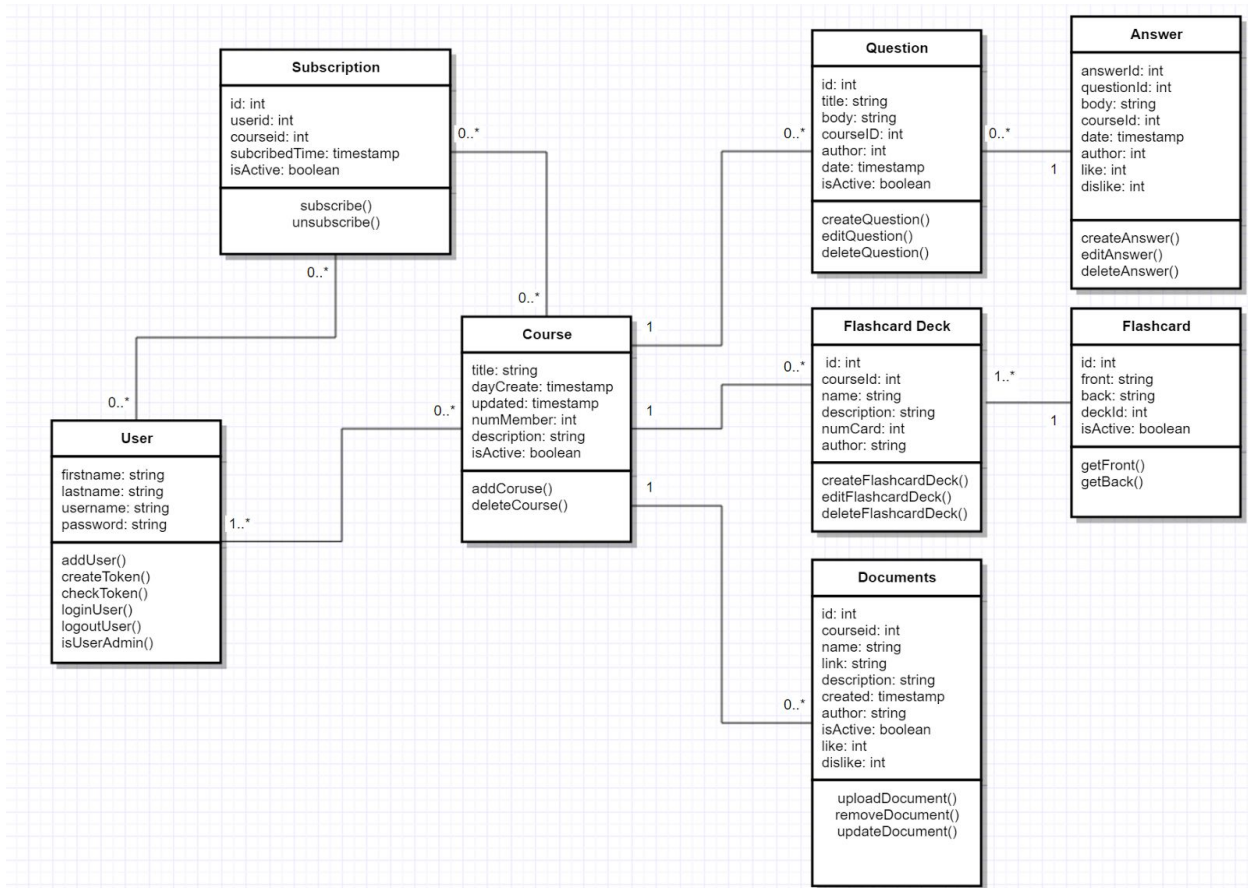 Subscription
id: int
userid: int
courseid: int
subcribedTime: timestamp
isActive: boolean
subscribe()
unsubscribe()
0..*
0..*
0..*
0..*
User
firstname: string
lastname: string
username: string
password: string
addUser()
createToken()
checkToken()
loginUser()
logoutUser()
isUserAdmin()
1..*
0..*
Course
title: string
dayCreate: timestamp
updated: timestamp
numMember: int
description: string
isActive: boolean
addCoruse()
deleteCourse()
1
1
1
0..*
0..*
0..*
Question
id: int
title: string
body: string
courseID: int
author: int
date: timestamp
isActive: boolean
createQuestion()
editQuestion()
deleteQuestion()
0..*
1
Answer
answerId: int
questionId: int
body: string
courseId: int
date: timestamp
author: int
like: int
dislike: int
createAnswer()
editAnswer()
deleteAnswer()
Flashcard Deck
id: int
courseId: int
name: string
description: string
numCard: int
author: string
createFlashcardDeck()
editFlashcardDeck()
deleteFlashcardDeck()
1..*
1
Flashcard
id: int
front: string
back: string
deckId: int
isActive: boolean
getFront()
getBack()
Documents
id: int
courseid: int
name: string
link: string
description: string
created: timestamp
author: string
isActive: boolean
like: int
dislike: int
uploadDocument()
removeDocument()
updateDocument()